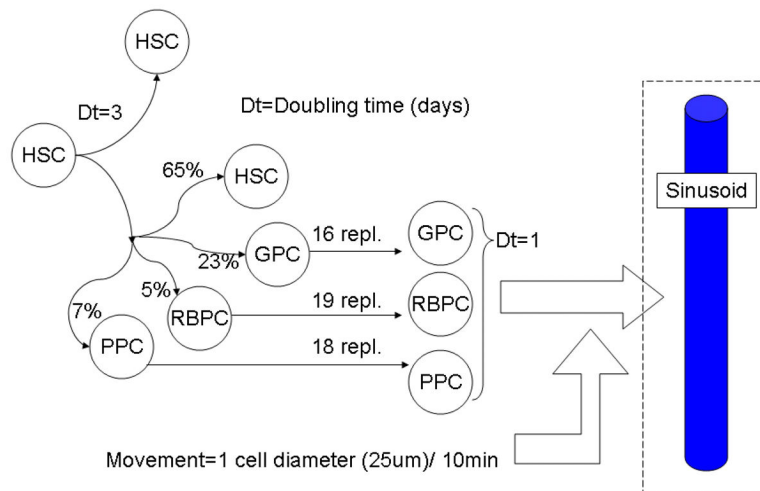 HSC
Dt=3
Dt=Doubling time (days)
HSC
65%
HSC
Sinusoid
23%
GPC
16 repl.
GPC
Dt=1
7%
5%
RBPC
19 repl.
RBPC
PPC
18 repl.
PPC
Movement=1 cell diameter (25um)/ 10min